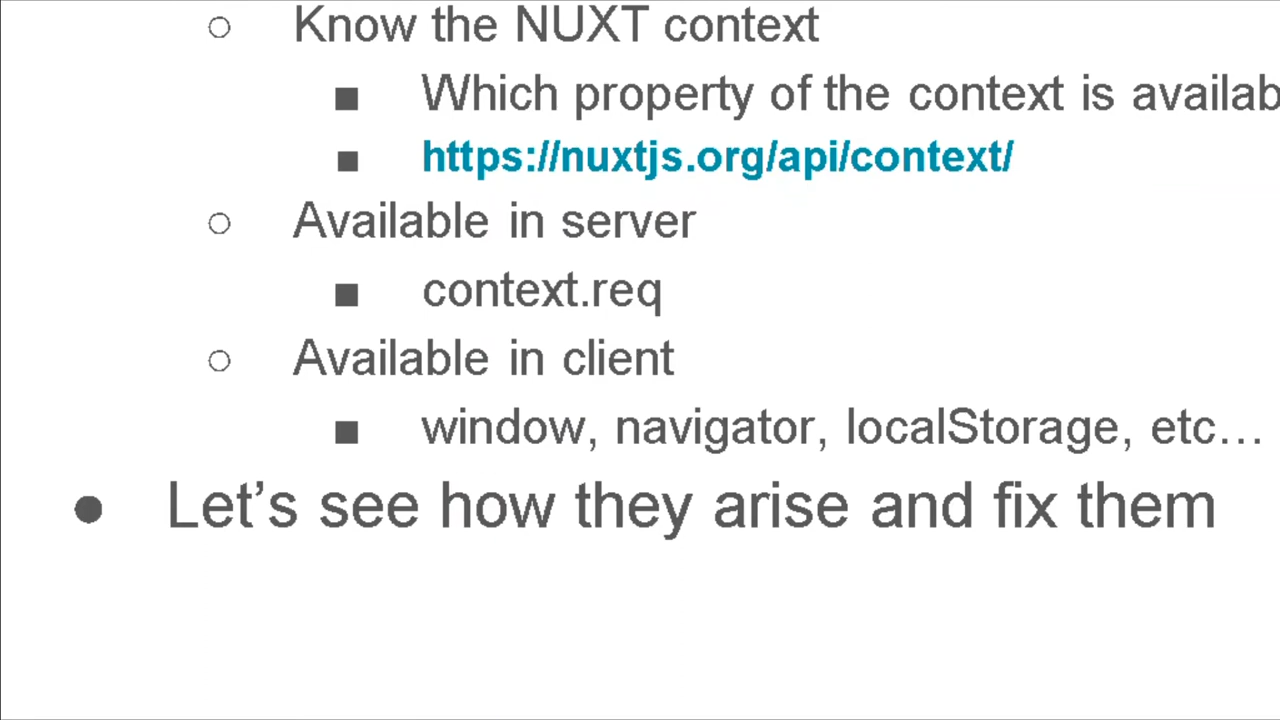 Know the NUXT context
Which property of the context is
https://nuxtjs.org/api/context/
Available in server
context.req
Available in client
window, navigator, localStorage, etc…
Let’s see how they arise and fix them